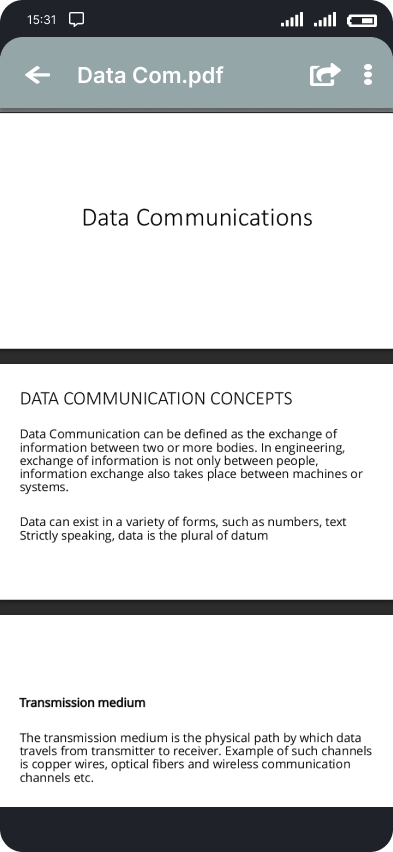 15:31
Data Com.pdf
Data Communications
DATA COMMUNICATION CONCEPTS
Data Communication can be defined as the exchange of
information between two or more bodies. In engineering,
exchange of information is not only between people,
information exchange also takes place between machines or
systems.
Data can exist in a variety of forms, such as numbers, text
Strictly speaking, data is the plural of datum
Transmission medium
The transmission medium is the physical path by which data
travels from transmitter to receiver. Example of such channels
is copper wires, optical fibers and wireless communication
channels etc.